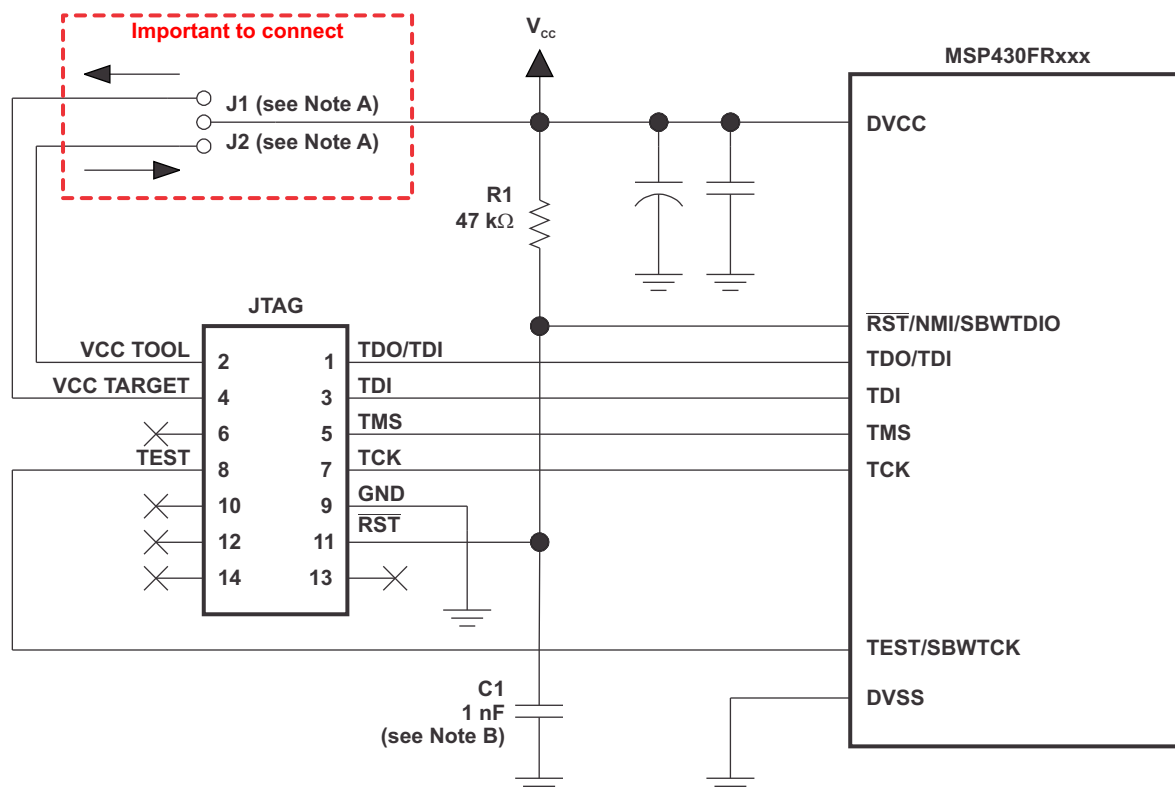 Important to connect
J1 (see Note A)
J2 (see Note A)
Vcc
MSP430FRxxx
DVCC
R1
47 kΩ
JTAG
RST/NMI/SBWTDIO
VCC TOOL
2
1
TDO/TDI
TDO/TDI
VCC TARGET
4
3
TDI
TDI
6
5
TMS
TMS
TEST
8
7
TCK
TCK
10
9
GND
12
11
RST
14
13
TEST/SBWTCK
C1
1 nF
(see Note B)
DVSS